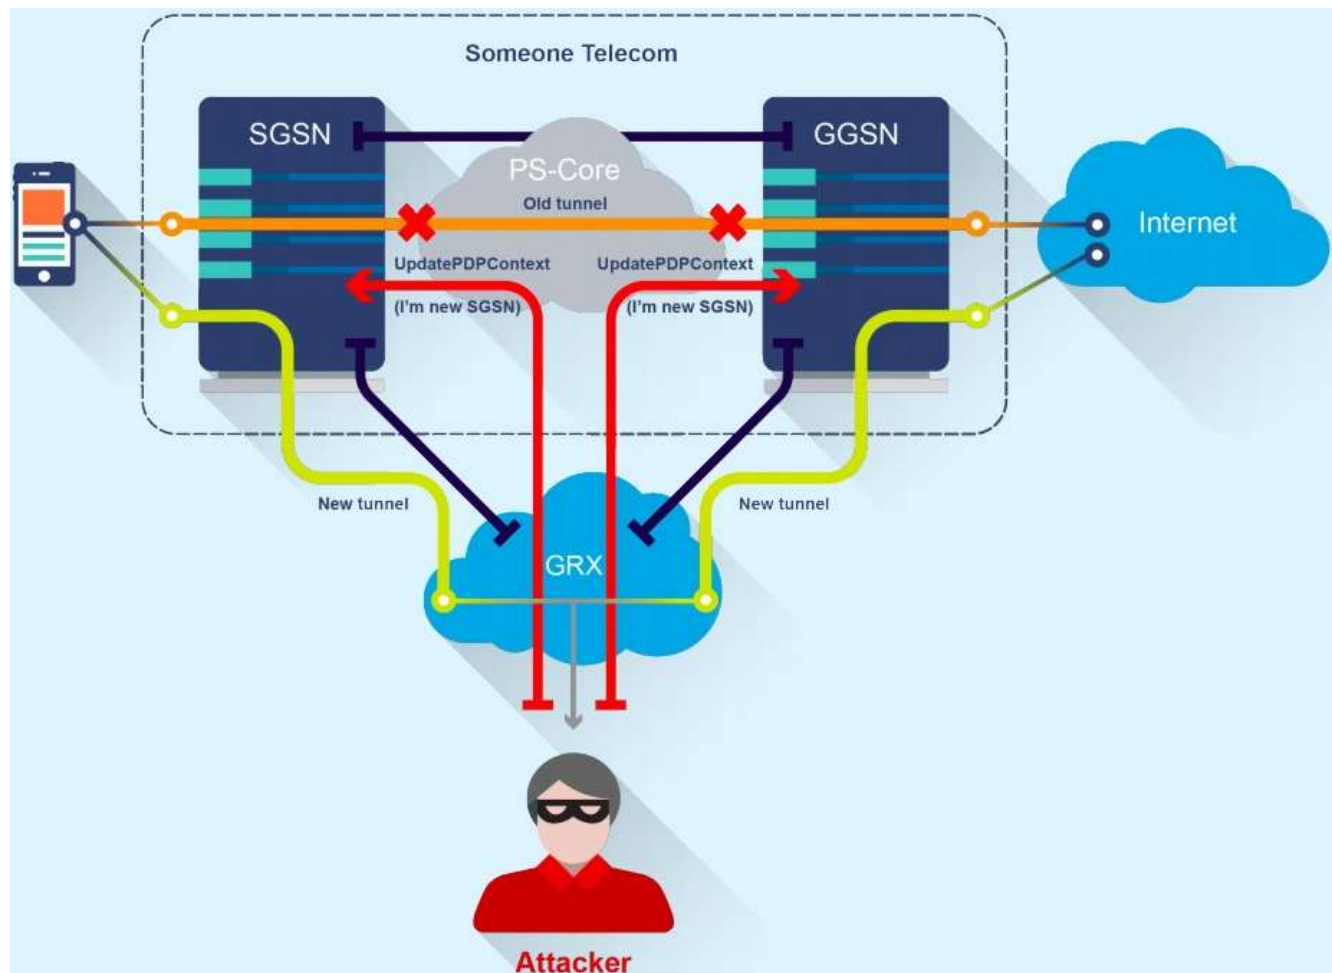 Someone Telecom
SGSN
GGSN
PS-Core
Old tunnel
Internet
UpdatePDPContext
(I'm new SGSN)
UpdatePDPContext
(I'm new SGSN)
New tunnel
New tunnel
GRX
Attacker